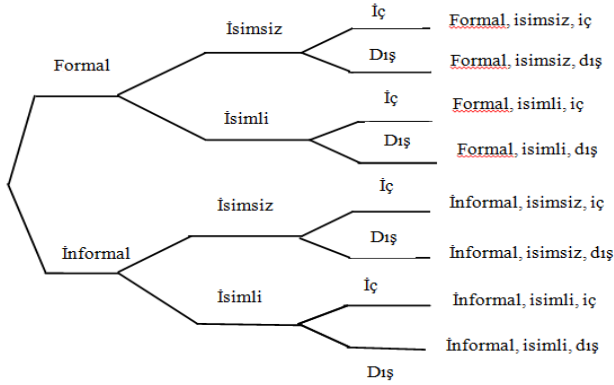 İç
İsimsiz
Formal, isimsiz, iç
Dış
Formal, isimsiz, dış
Formal
İç
Formal, isimli, iç
İsimli
Dış
Formal, isimli, dış
İç
İsimsiz
İnformal, isimsiz, iç
Dış
İnformal, isimsiz, dış
İnformal
İç
İsimli
İnformal, isimli, iç
İnformal, isimli, dış
Dış